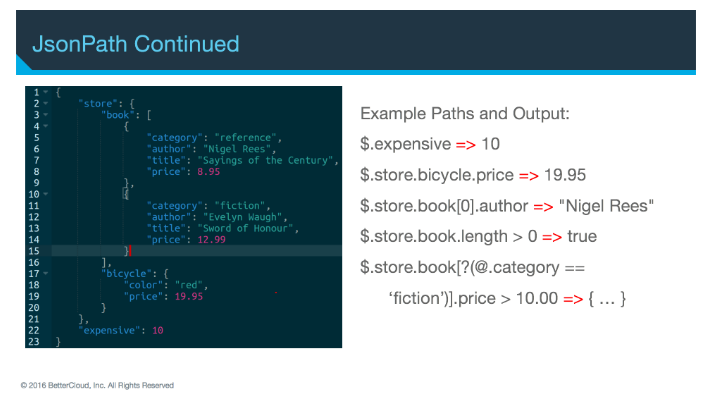 JsonPath Continued
1 {
2 "store": {
3 "book": [
4 {
5 "category": "reference",
6 "author": "Nigel Rees",
7 "title": "Sayings of the Century",
8 "price": 8.95
9 },
10 {
11 "category": "fiction",
12 "author": "Evelyn Waugh",
13 "title": "Sword of Honour",
14 "price": 12.99
15 }
16 ],
17 "bicycle": {
18 "color": "red",
19 "price": 19.95
20 }
21 },
22 "expensive": 10
23 }
Example Paths and Output:
$.expensive => 10
$.store.bicycle.price => 19.95
$.store.book[0].author => "Nigel Rees"
$.store.book.length > 0 => true
$.store.book[?(@.category ==
‘fiction’)].price > 10.00 => { … }
© 2016 BetterCloud, Inc. All Rights Reserved